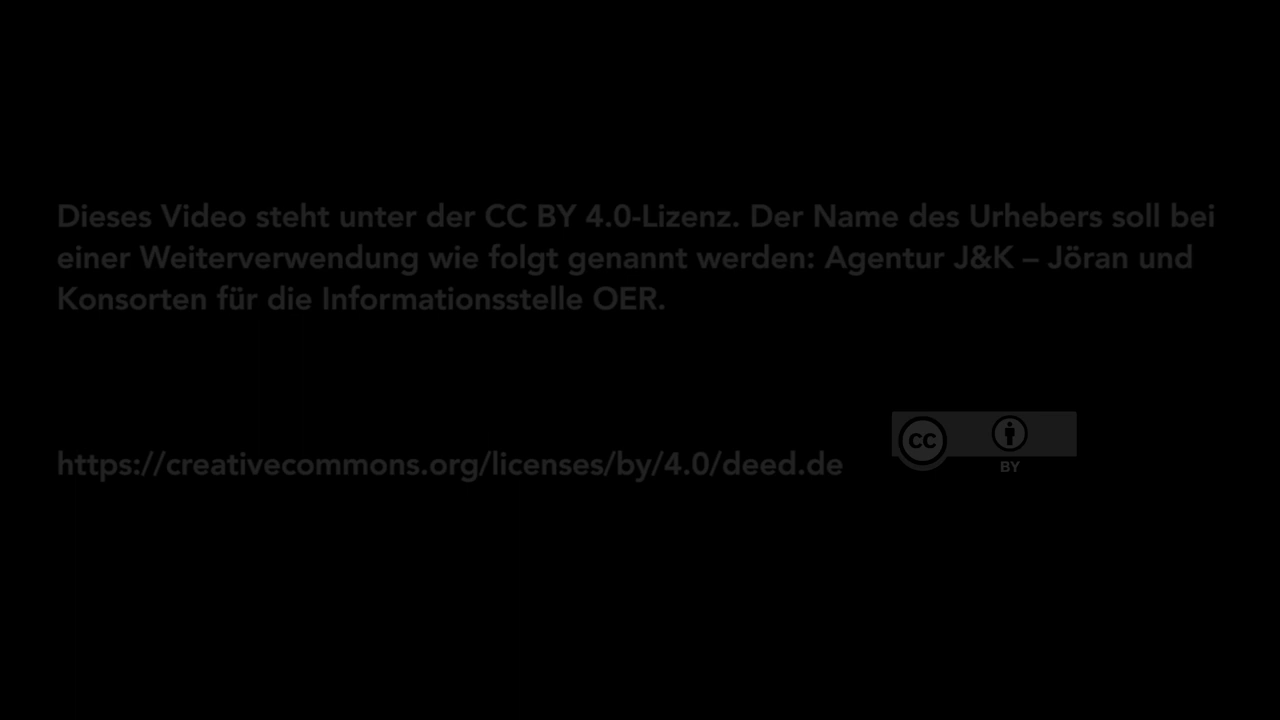 Dieses Video steht unter der CC BY 4.0-Lizenz. Der Name des Urhebers soll bei
einer Weiterverwendung wie folgt genannt werden: Agentur J&K – Jöran und
Konsorten für die Informationsstelle OER.
https://creativecommons.org/licenses/by/4.0/deed.de
CC
BY